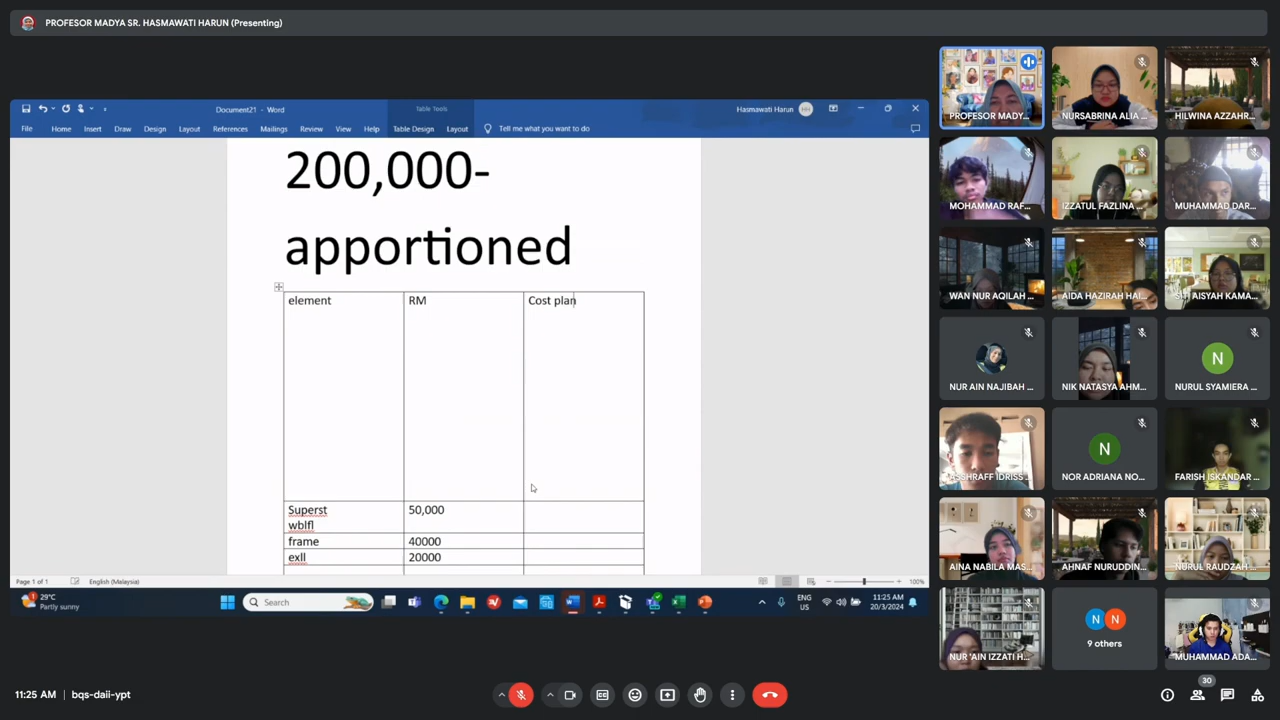 PROFESOR MADYA SR. HASMAWATI HARUN (Presenting)
Document21 - Word
Table Tools
Hasmawati Harun
HH
File Home Insert Draw Design Layout References Mailings Review View Help Table Design Layout Tell me what you want to do
200,000-
apportioned
element RM Cost plan
Superst 50,000
wblfl
frame 40000
exll 20000
Page 1 of 1 English (Malaysia) 100%
1
29°C
Partly sunny
Search
ENG
US
11:25 AM
20/3/2024
PROFESOR MADY...
NURSABRINA ALIA ...
HILWINA AZZAHR...
MOHAMMAD RAF...
IZZATUL FAZLINA ...
MUHAMMAD DAR...
WAN NUR AQILAH ...
AIDA HAZIRAH HAI...
AISYAH KAMA...
NUR AIN NAJIBAH ...
NIK NATASYA AHM...
N
NURUL SYAMIERA ...
ASSHRAFF IDRISS ...
N
NOR ADRIANA NO...
FARISH ISKANDAR ...
AINA NABILA MAS...
AHNAF NURUDDIN...
NURUL RAUDZAH ...
NUR 'AIN IZZATI H...
N N
9 others
MUHAMMAD ADA...
11:25 AM | bqs-daii-ypt
30